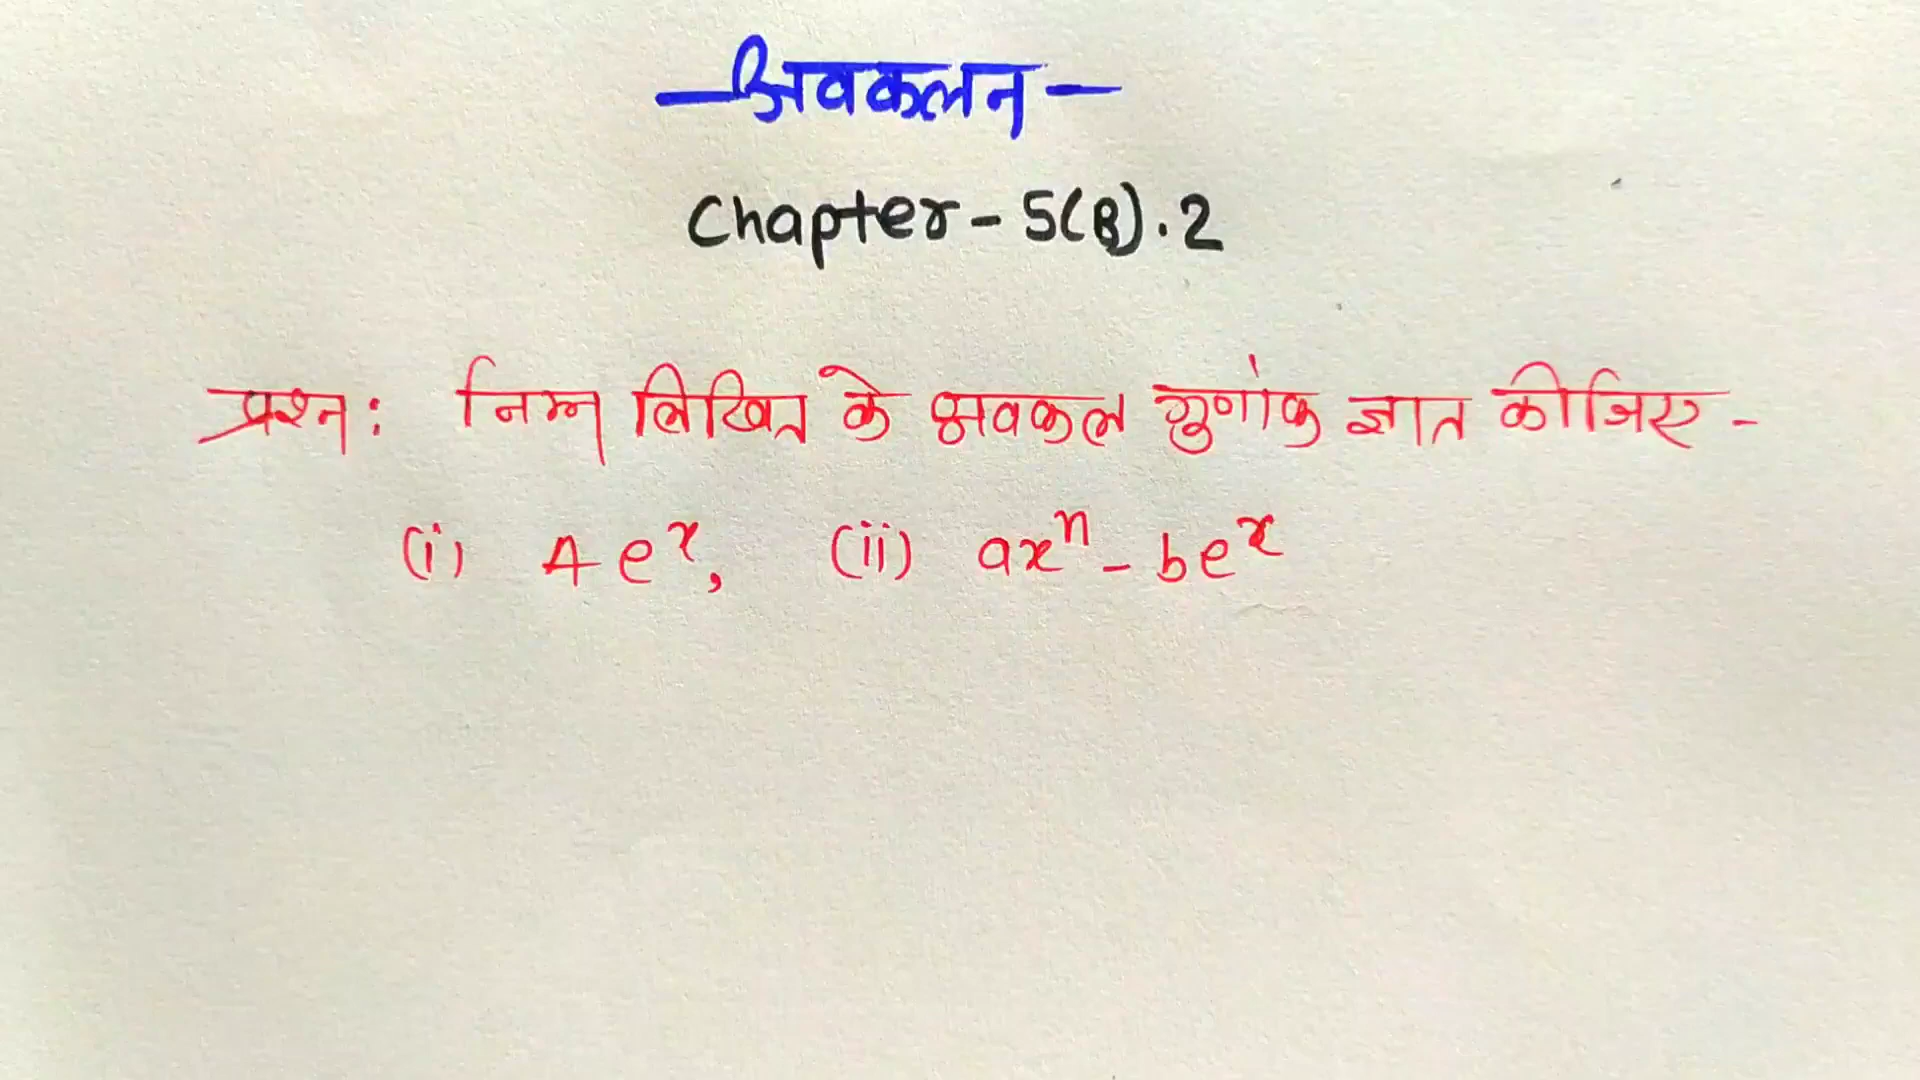 —अवकलन—
Chapter - 5(B).2
प्रश्न: निम्न लिखित के अवकल गुणांक ज्ञात कीजिए -
(i) 4eˣ, (ii) axⁿ - beˣ